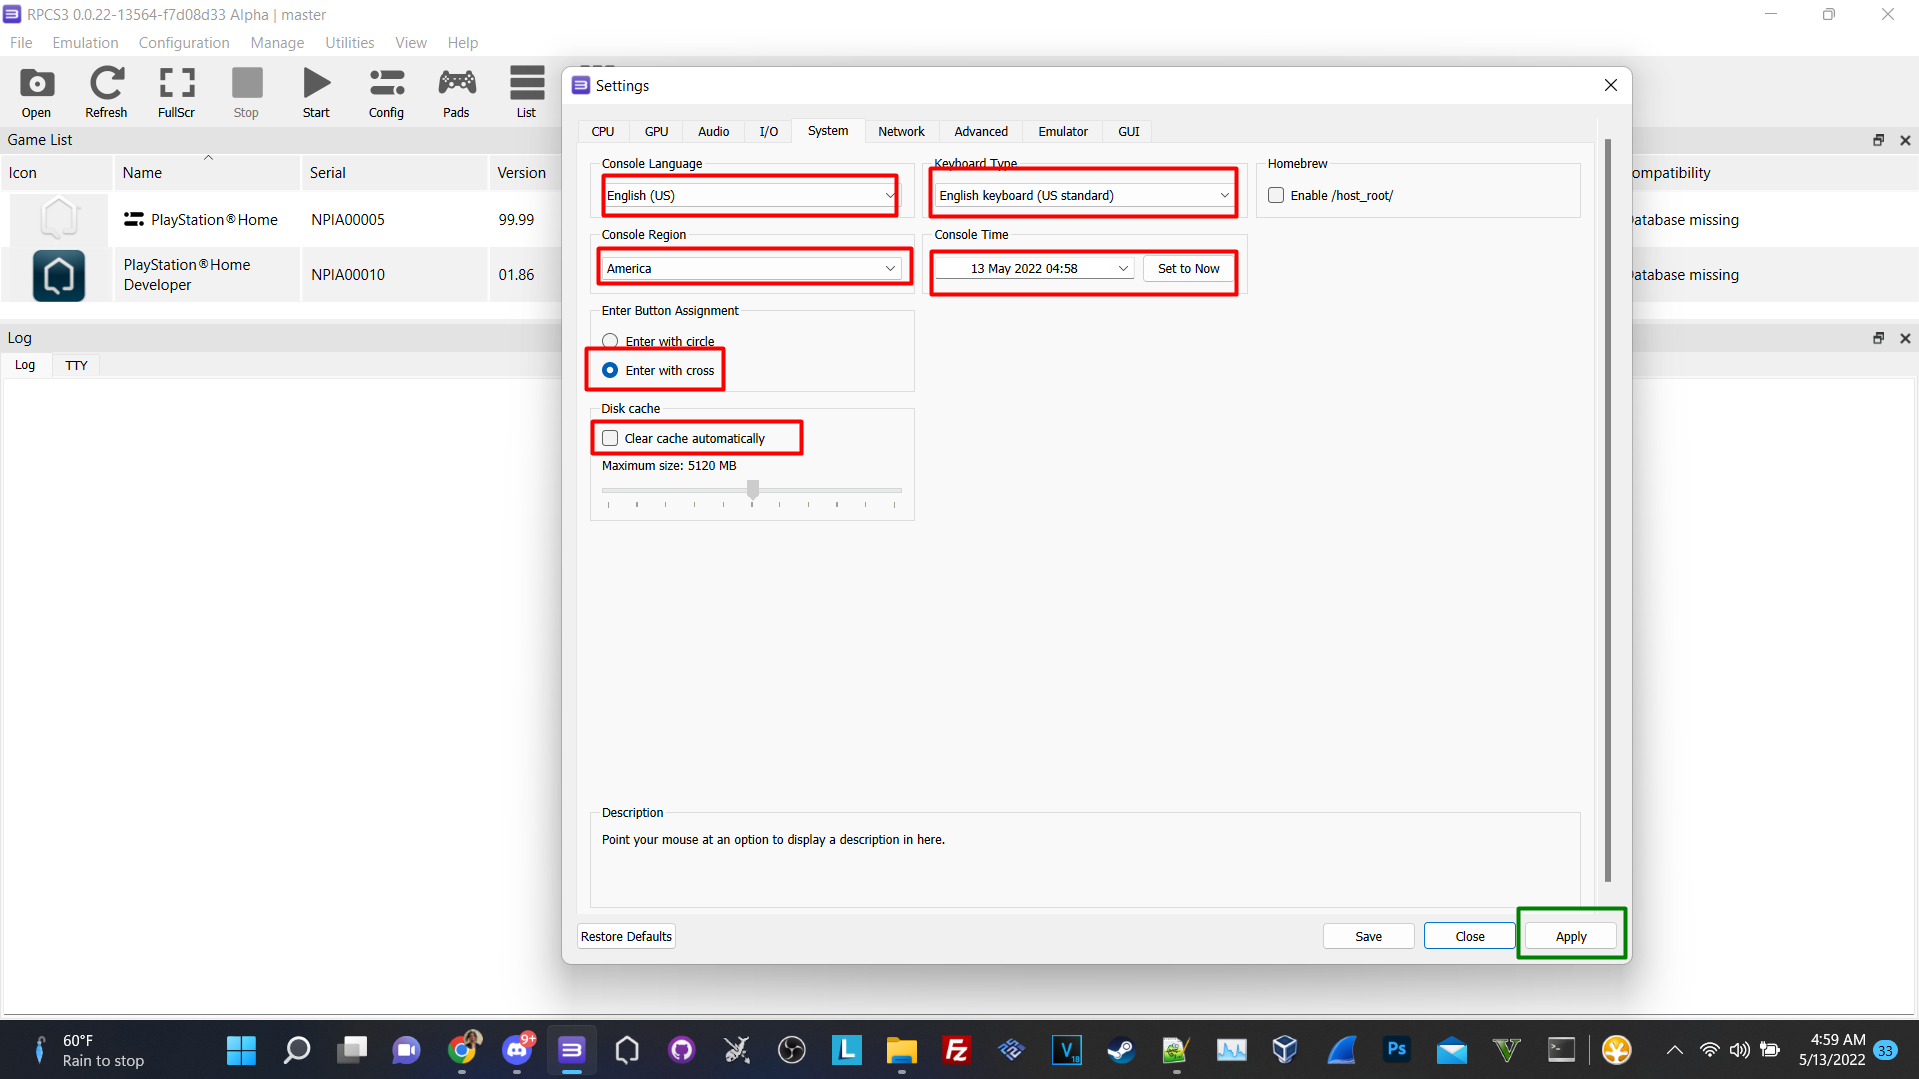 RPCS3 0.0.22-13564-f7d08d33 Alpha | master
File Emulation Configuration Manage Utilities View Help
Open Refresh FullScr Stop Start Config Pads List
Game List
Icon Name Serial Version
PlayStation®Home NPIA00005 99.99
PlayStation®Home
Developer
NPIA00010 01.86
ompatibility
Database missing
Database missing
Log
Log TTY
Settings
CPU GPU Audio I/O System Network Advanced Emulator GUI
Console Language
English (US)
Keyboard Type
English keyboard (US standard)
Homebrew
Enable /host_root/
Console Region
America
Console Time
13 May 2022 04:58
Set to Now
Enter Button Assignment
Enter with circle
Enter with cross
Disk cache
Clear cache automatically
Maximum size: 5120 MB
Description
Point your mouse at an option to display a description in here.
Restore Defaults Save Close Apply
60°F
Rain to stop
9+
L
Fz
V
18
Ps
4:59 AM
5/13/2022
33